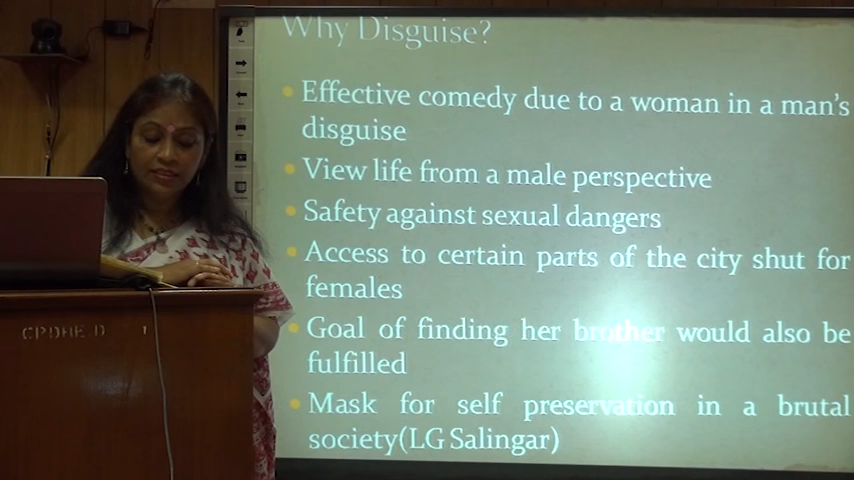 Why Disguise?
Effective comedy due to a woman in a man's
disguise
View life from a male perspective
Safety against sexual dangers
Access to certain parts of the city shut for
females
Goal of finding her brother would also be
fulfilled
Mask for self preservation in a brutal
society(LG Salingar)
CPDHE D 1